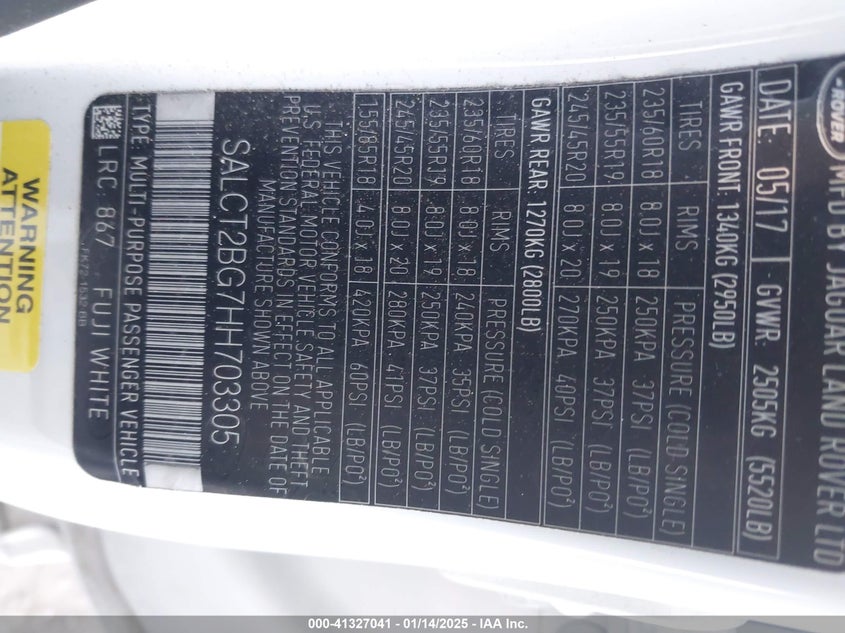 -ROVER
MFD BY JAGUAR LAND ROVER LTD
DATE: 05/17 GVWR: 2505KG (5520LB)
GAWR FRONT: 1340KG (2950LB)
TIRES RIMS PRESSURE (COLD-SINGLE)
235/60R18 8.0J x 18 250KPA 37PSI (LB/PO²)
235/55R19 8.0J x 19 250KPA 37PSI (LB/PO²)
245/45R20 8.0J x 20 270KPA 40PSI (LB/PO²)
GAWR REAR: 1270KG (2800LB)
TIRES RIMS PRESSURE (COLD SINGLE)
235/60R18 8.0J x 18 240KPA 35PSI (LB/PO²)
235/55R19 8.0J x 19 250KPA 37PSI (LB/PO²)
245/45R20 8.0J x 20 280KPA 41PSI (LB/PO²)
155/85R18 4.0J x 18 420KPA 60PSI (LB/PO²)
THIS VEHICLE CONFORMS TO ALL APPLICABLE
U.S. FEDERAL MOTOR VEHICLE SAFETY AND THEFT
PREVENTION STANDARDS IN EFFECT ON THE DATE OF
MANUFACTURE SHOWN ABOVE
SALCT2BG7HH703305
TYPE: MULTI-PURPOSE PASSENGER VEHICLE
LRC: 867 FUJI WHITE
WARNING
ATTENTION
000-41327041 - 01/14/2025 - IAA Inc.